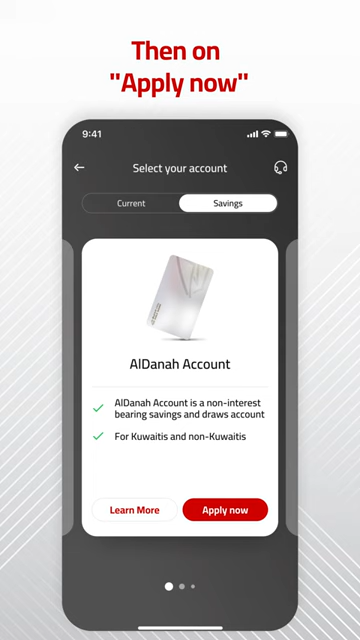 Then on
"Apply now"
9:41
Select your account
Current
Savings
AlDanah Account
AlDanah Account is a non-interest
bearing savings and draws account
For Kuwaitis and non-Kuwaitis
Learn More
Apply now